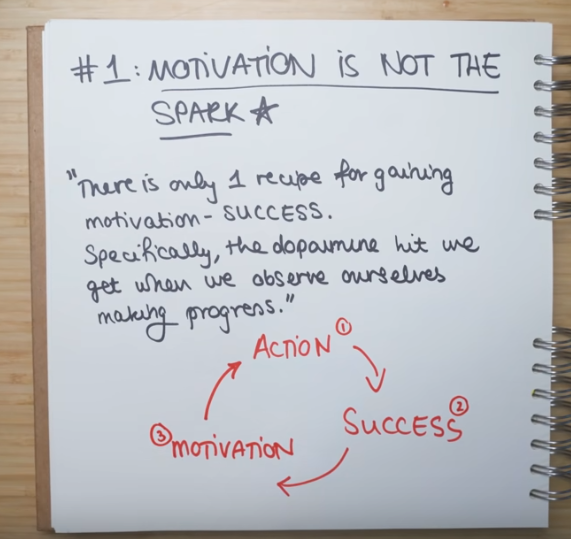 #1: MOTIVATION IS NOT THE
SPARK ☆
"There is only 1 recipe for gaining
motivation - SUCCESS.
Specifically, the dopamine hit we
get when we observe ourselves
making progress."
ACTION ①
SUCCESS ②
③ MOTIVATION